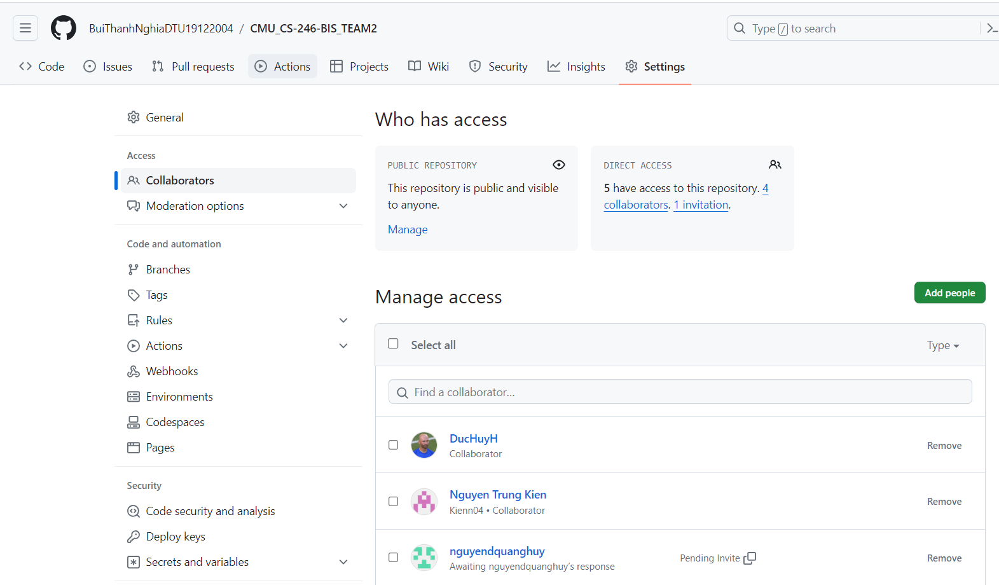 BuiThanhNghiaDTU19122004 / CMU_CS-246-BIS_TEAM2
Type / to search
Code
Issues
Pull requests
Actions
Projects
Wiki
Security
Insights
Settings
General
Access
Collaborators
Moderation options
Code and automation
Branches
Tags
Rules
Actions
Webhooks
Environments
Codespaces
Pages
Security
Code security and analysis
Deploy keys
Secrets and variables
Who has access
PUBLIC REPOSITORY
This repository is public and visible
to anyone.
Manage
DIRECT ACCESS
5 have access to this repository. 4
collaborators. 1 invitation.
Manage access
Add people
Select all
Type
Find a collaborator...
DucHuyH
Collaborator
Remove
Nguyen Trung Kien
Kienn04 • Collaborator
Remove
nguyendquanghuy
Awaiting nguyendquanghuy's response
Pending Invite
Remove